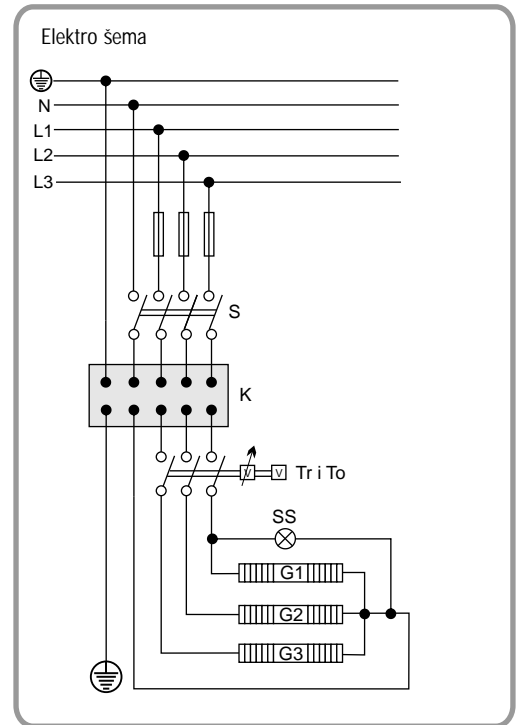 Elektro šema
N
L1
L2
L3
S
K
V V Tr i To
SS
G1
G2
G3